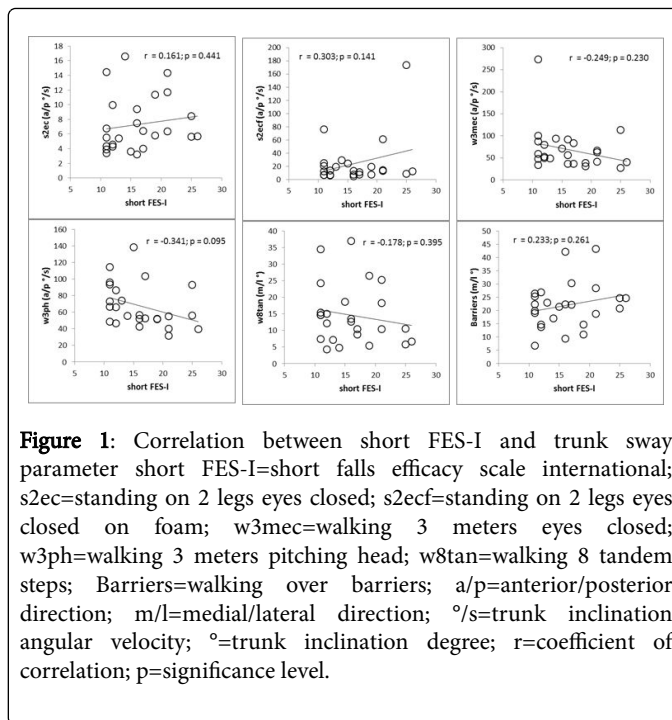 r = 0.161; p = 0.441
s2ec (a/p °/s)
18
16
14
12
10
8
6
4
2
0
5 10 15 20 25 30
short FES-I
r = 0.303; p = 0.141
s2ecf (a/p °/s)
200
180
160
140
120
100
80
60
40
20
0
5 10 15 20 25 30
short FES-I
r = -0.249; p = 0.230
w3mec (a/p °/s)
300
250
200
150
100
50
0
5 10 15 20 25 30
short FES-I
r = -0.341; p = 0.095
w3ph (a/p °/s)
160
140
120
100
80
60
40
20
0
5 10 15 20 25 30
short FES-I
r = -0.178; p = 0.395
w8tan (m/l °)
40
35
30
25
20
15
10
5
0
5 10 15 20 25 30
short FES-I
r = 0.233; p = 0.261
Barriers (m/l °)
50
45
40
35
30
25
20
15
10
5
0
5 10 15 20 25 30
short FES-I
Figure 1: Correlation between short FES-I and trunk sway
parameter short FES-I=short falls efficacy scale international;
s2ec=standing on 2 legs eyes closed; s2ecf=standing on 2 legs eyes
closed on foam; w3mec=walking 3 meters eyes closed;
w3ph=walking 3 meters pitching head; w8tan=walking 8 tandem
steps; Barriers=walking over barriers; a/p=anterior/posterior
direction; m/l=medial/lateral direction; °/s=trunk inclination
angular velocity; °=trunk inclination degree; r=coefficient of
correlation; p=significance level.